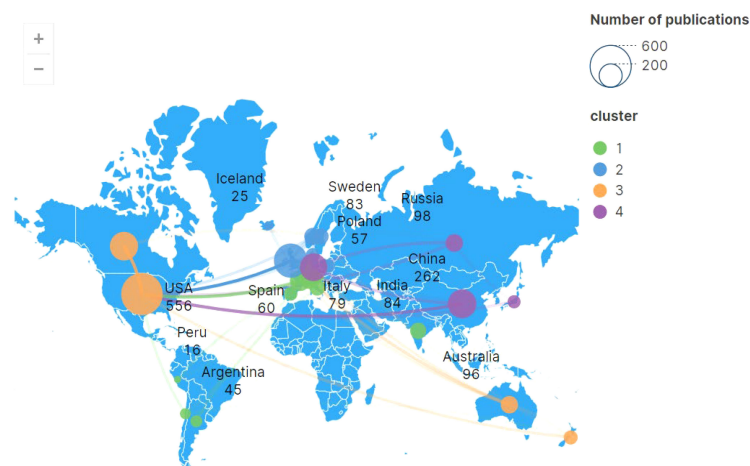 +
−
Number of publications
600
200
cluster
1
2
3
4
Iceland
25
Sweden
83
Russia
98
Poland
57
China
262
USA
556
Spain
60
Italy
79
India
84
Peru
16
Argentina
45
Australia
96